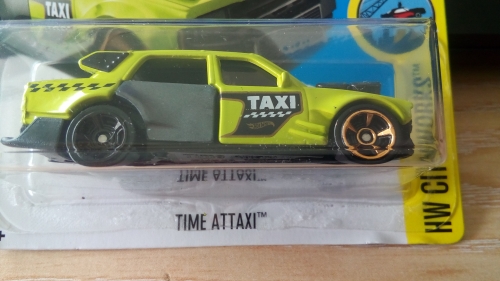 TAXI
TAXI
TIME ATTAXI
TIME ATTAXI™
HW CITY WORKS™